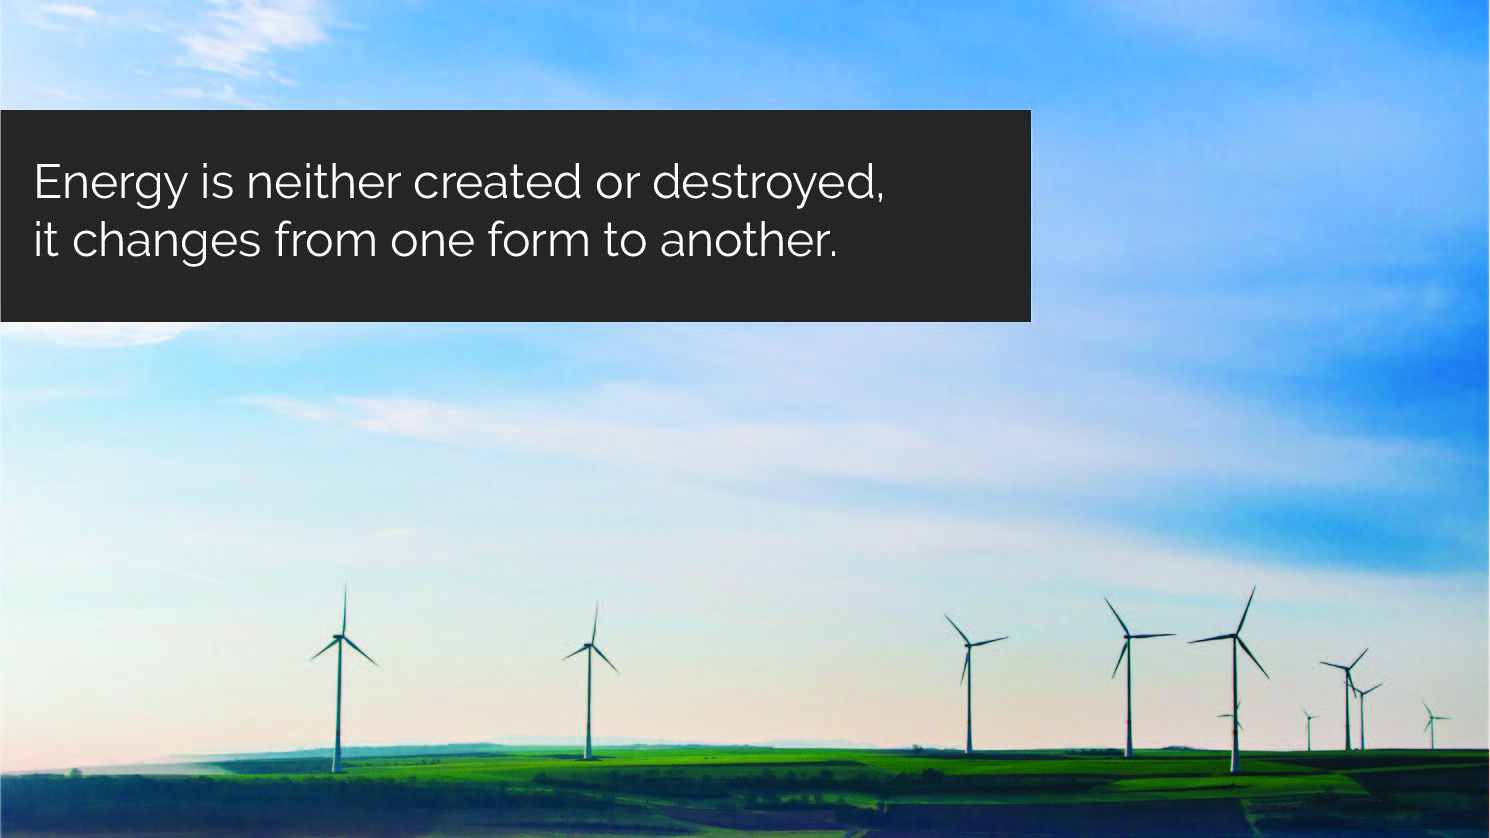 Energy is neither created or destroyed,
it changes from one form to another.